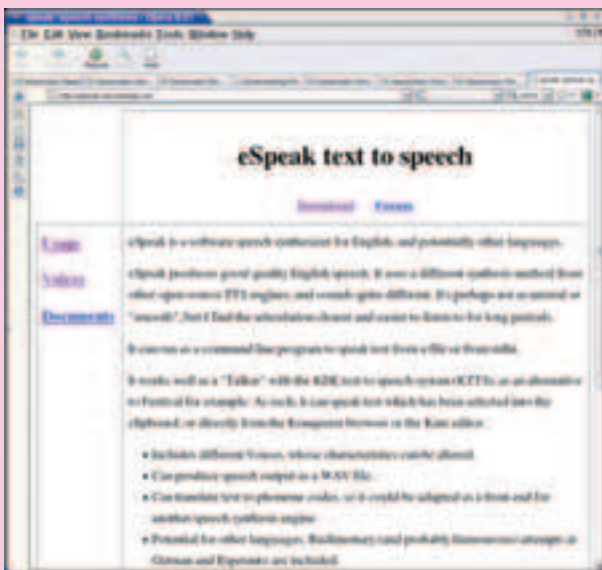 File Edit View Bookmarks Tools Window Help
eSpeak text to speech
Download Forum
Usage
Voices
Documents
eSpeak is a software speech synthesizer for English, and potentially other languages.
eSpeak produces good quality English speech. It uses a different synthesis method from
other open source TTS engines, and sounds quite different. It's perhaps not as natural or
"smooth", but I find the articulation clearer and easier to listen to for long periods.
It can run as a command line program to speak text from a file or from stdin.
It works well as a "Talker" with the KDE text to speech system (KTTS), as an alternative
to Festival for example. As such, it can speak text which has been selected into the
clipboard, or directly from the Konqueror browser or the Kate editor.
• Includes different Voices, whose characteristics can be altered.
• Can produce speech output as a WAV file.
• Can translate text to phoneme codes, so it could be adapted as a front end for
another speech synthesis engine.
• Potential for other languages. Rudimentary (and probably humourous) attempts at
German and Esperanto are included.